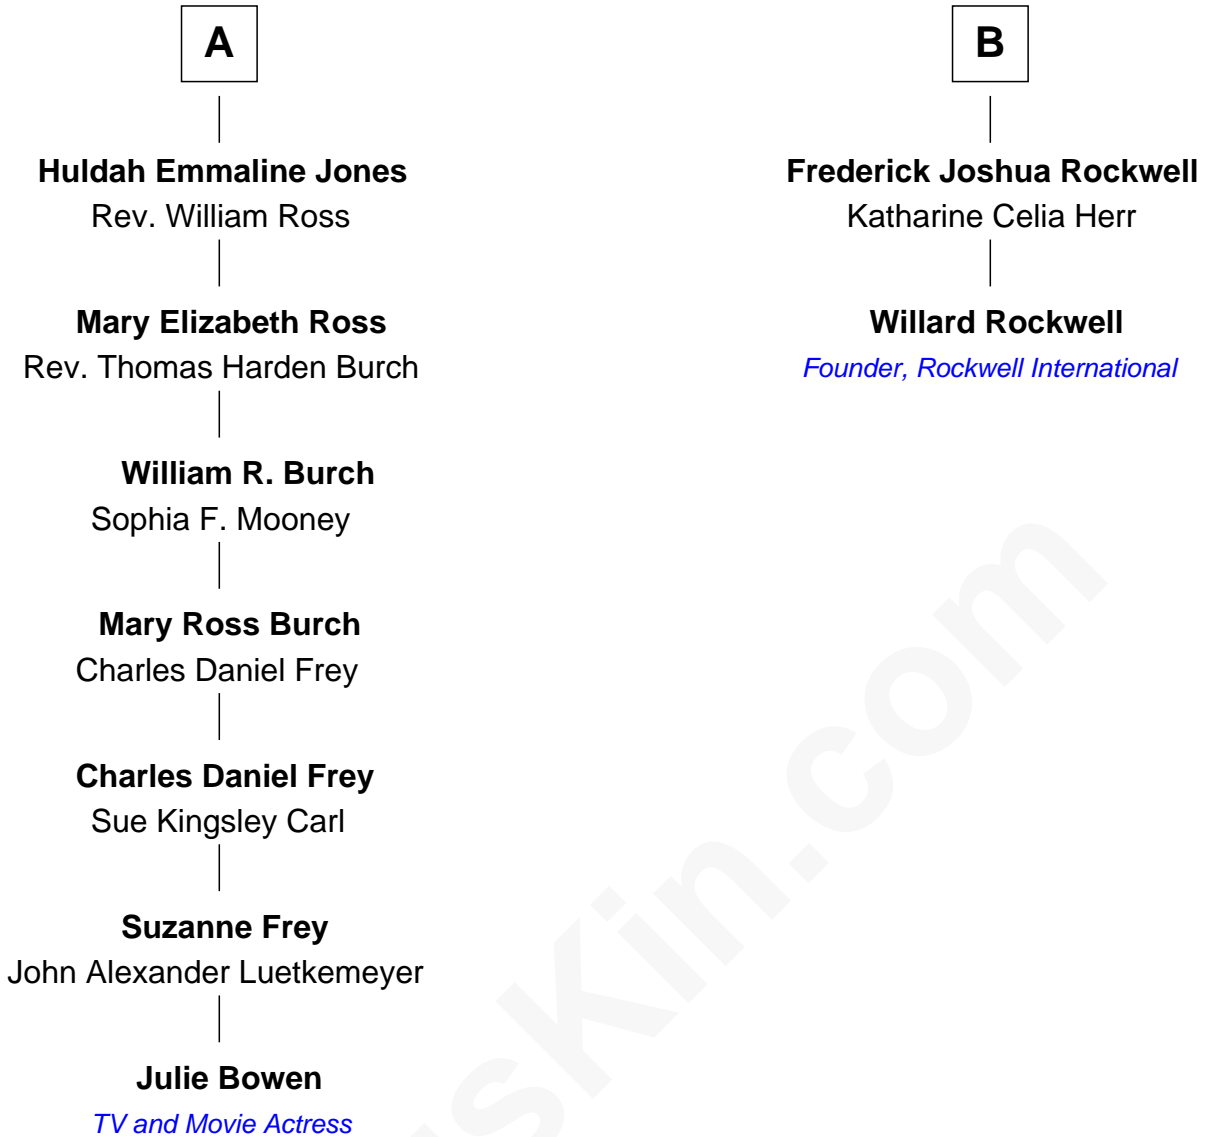 A
Huldah Emmaline Jones
Rev. William Ross
Mary Elizabeth Ross
Rev. Thomas Harden Burch
William R. Burch
Sophia F. Mooney
Mary Ross Burch
Charles Daniel Frey
Charles Daniel Frey
Sue Kingsley Carl
Suzanne Frey
John Alexander Luetkemeyer
Julie Bowen
TV and Movie Actress
B
Frederick Joshua Rockwell
Katharine Celia Herr
Willard Rockwell
Founder, Rockwell International
sKin.com